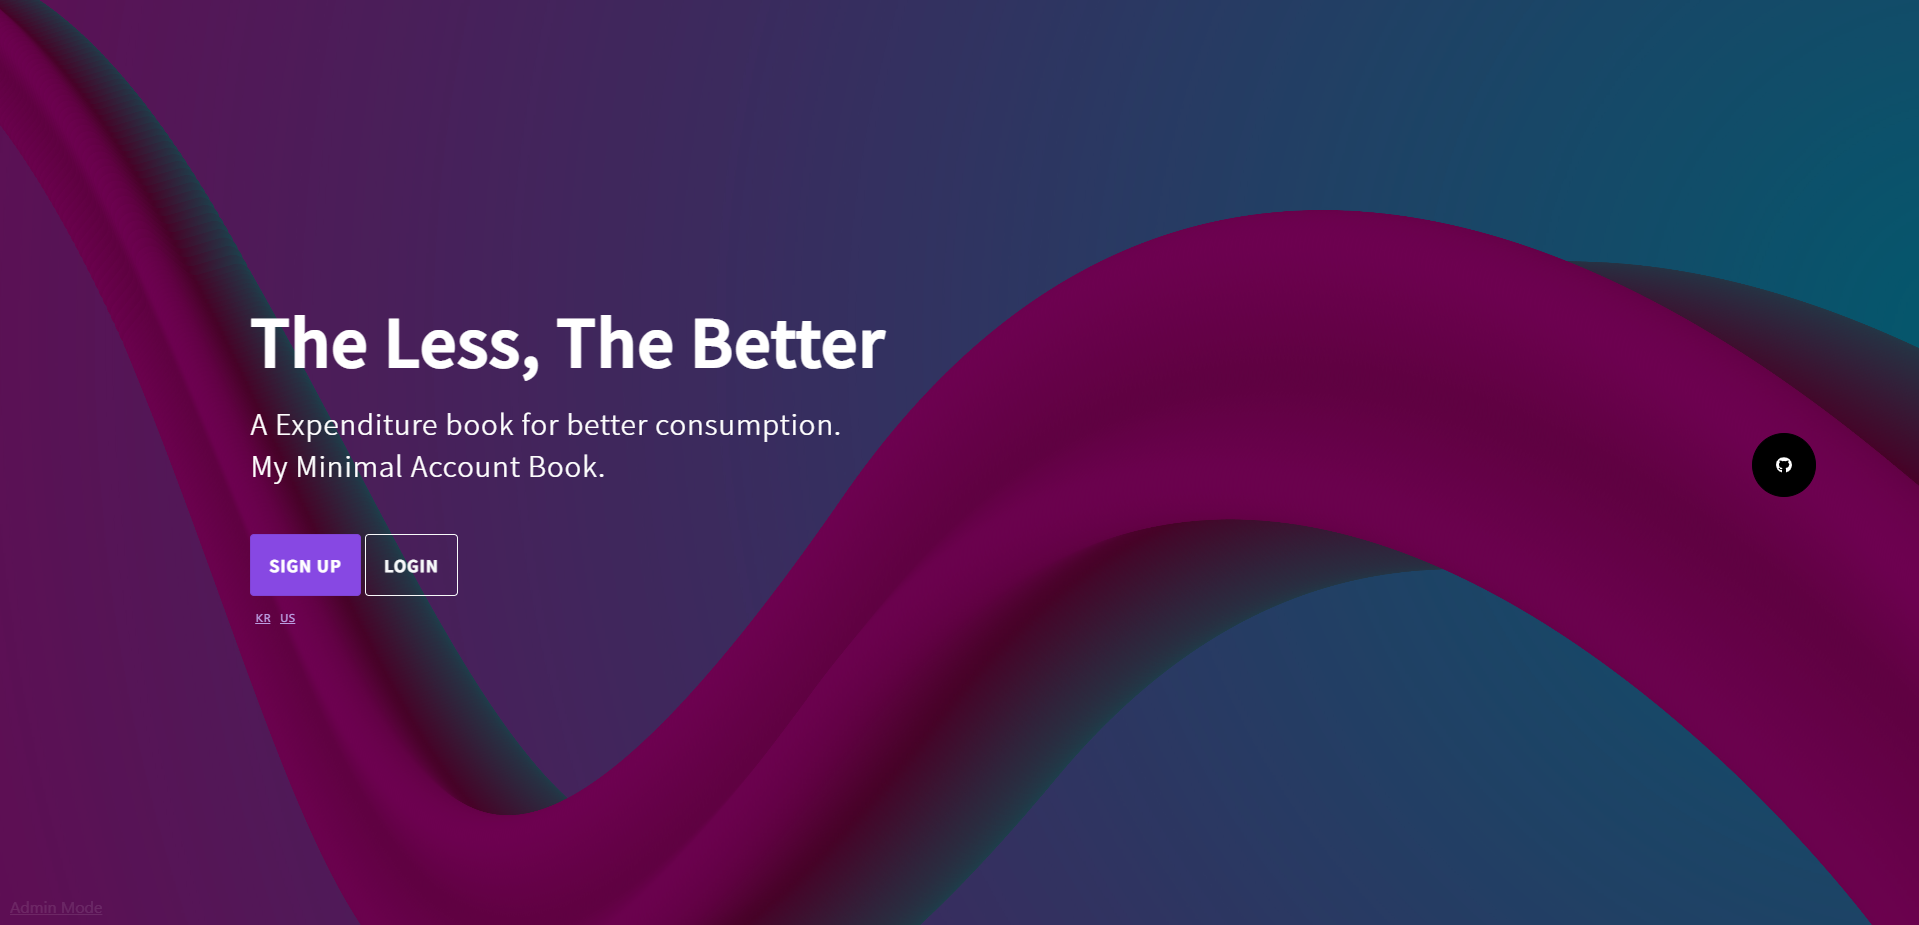 The Less, The Better
A Expenditure book for better consumption.
My Minimal Account Book.
SIGN UP LOGIN
KR US
Admin Mode